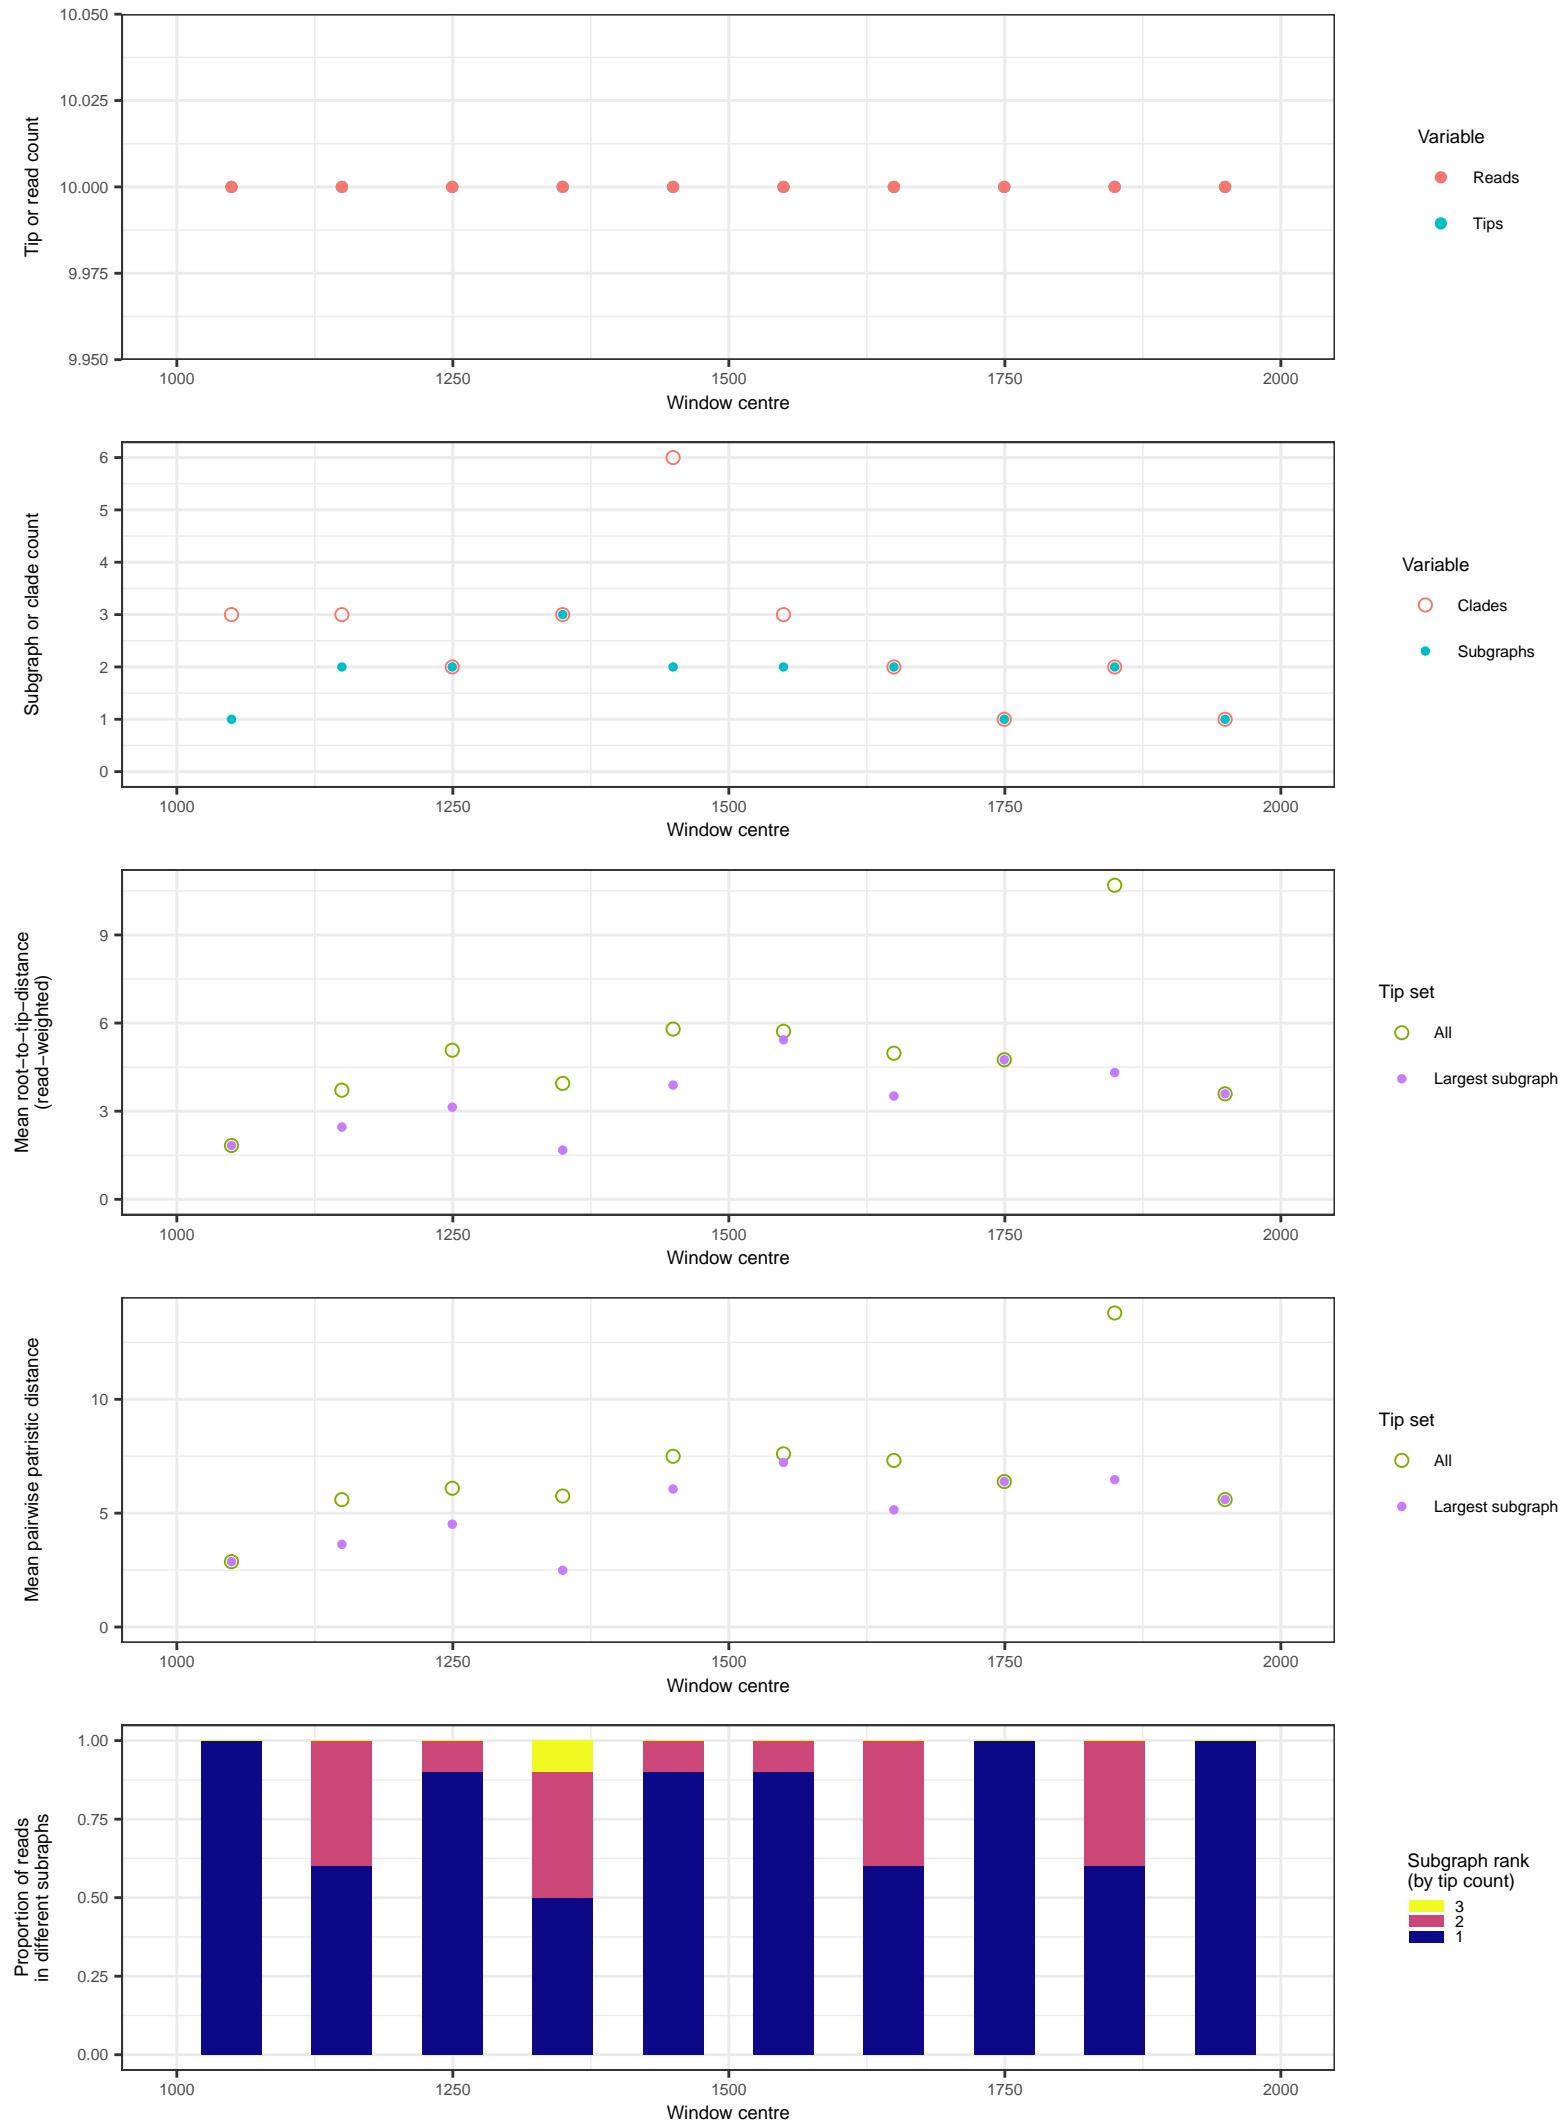 10.050
10.025
10.000
9.975
9.950
Tip or read count
1000 1250 1500 1750 2000
Window centre
Variable
Reads
Tips
6
5
4
3
2
1
0
Subgraph or clade count
1000 1250 1500 1750 2000
Window centre
Variable
Clades
Subgraphs
9
6
3
0
Mean root−to−tip−distance
(read−weighted)
1000 1250 1500 1750 2000
Window centre
Tip set
All
Largest subgraph
10
5
0
Mean pairwise patristic distance
1000 1250 1500 1750 2000
Window centre
Tip set
All
Largest subgraph
1.00
0.75
0.50
0.25
0.00
Proportion of reads
in different subraphs
1000 1250 1500 1750 2000
Window centre
Subgraph rank
(by tip count)
3
2
1